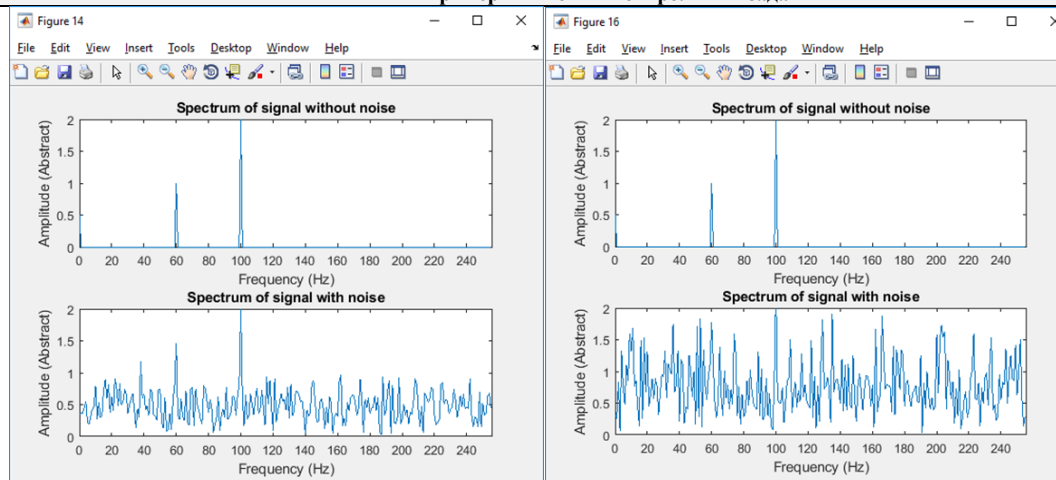 Figure 14
File Edit View Insert Tools Desktop Window Help
Spectrum of signal without noise
Amplitude (Abstract)
2
1.5
1
0.5
0
0 20 40 60 80 100 120 140 160 180 200 220 240
Frequency (Hz)
Spectrum of signal with noise
Amplitude (Abstract)
2
1.5
1
0.5
0
0 20 40 60 80 100 120 140 160 180 200 220 240
Frequency (Hz)
Figure 16
File Edit View Insert Tools Desktop Window Help
Spectrum of signal without noise
Amplitude (Abstract)
2
1.5
1
0.5
0
0 20 40 60 80 100 120 140 160 180 200 220 240
Frequency (Hz)
Spectrum of signal with noise
Amplitude (Abstract)
2
1.5
1
0.5
0
0 20 40 60 80 100 120 140 160 180 200 220 240
Frequency (Hz)